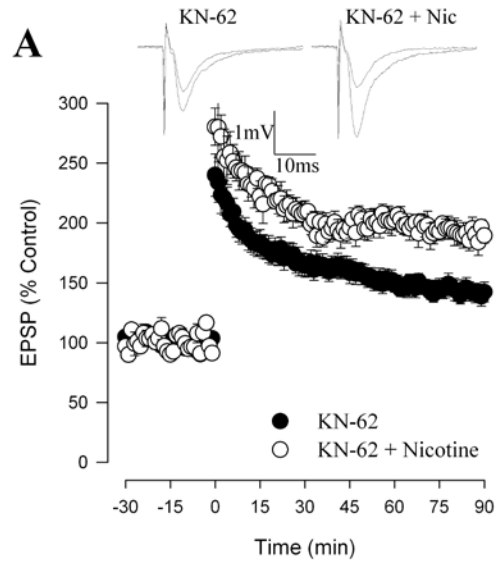 KN-62 KN-62 + Nic
A
300
1mV
250
10ms
200
150
100
50
0
EPSP (% Control)
KN-62
KN-62 + Nicotine
-30 -15 0 15 30 45 60 75 90
Time (min)